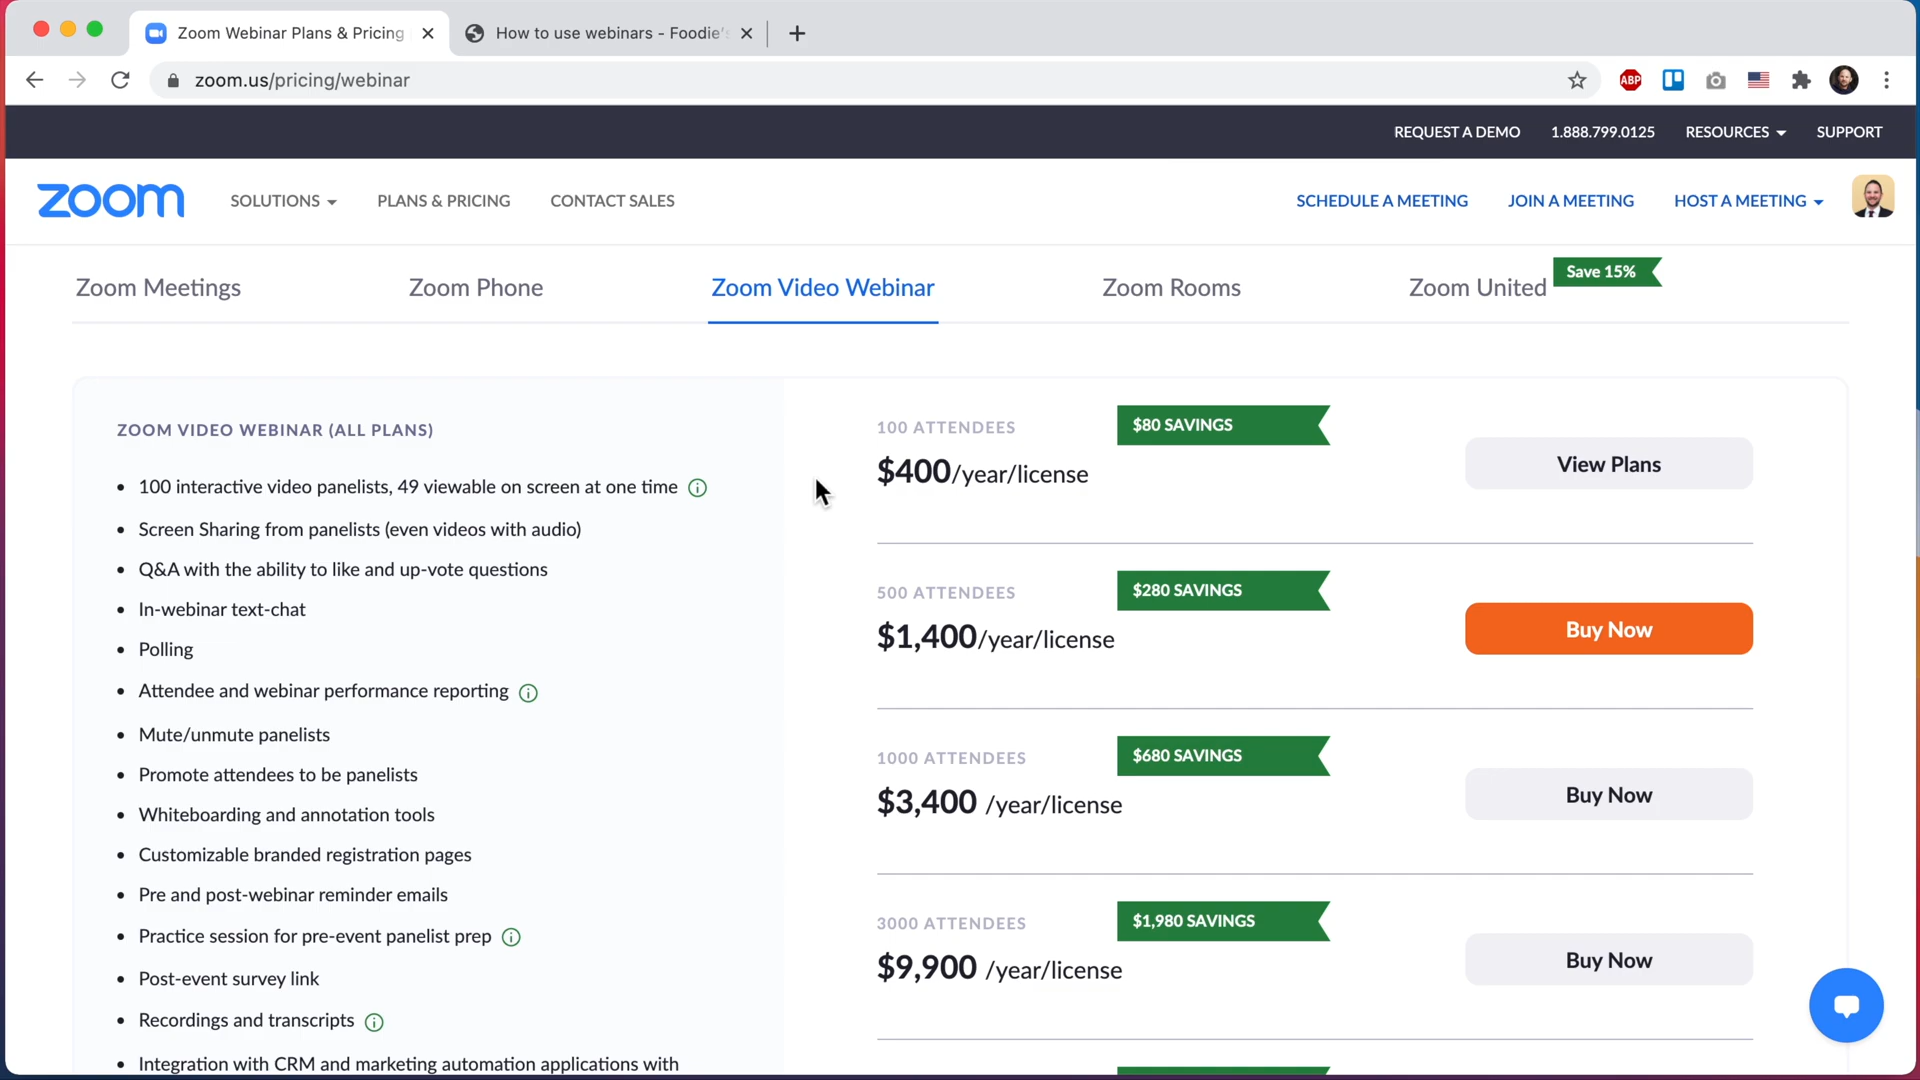 Zoom Webinar Plans & Pricing
How to use webinars - Foodie's
zoom.us/pricing/webinar
ABP
REQUEST A DEMO
1.888.799.0125
RESOURCES
SUPPORT
zoom
SOLUTIONS
PLANS & PRICING
CONTACT SALES
SCHEDULE A MEETING
JOIN A MEETING
HOST A MEETING
Zoom Meetings
Zoom Phone
Zoom Video Webinar
Zoom Rooms
Zoom United
Save 15%
ZOOM VIDEO WEBINAR (ALL PLANS)
• 100 interactive video panelists, 49 viewable on screen at one time
• Screen Sharing from panelists (even videos with audio)
• Q&A with the ability to like and up-vote questions
• In-webinar text-chat
• Polling
• Attendee and webinar performance reporting
• Mute/unmute panelists
• Promote attendees to be panelists
• Whiteboarding and annotation tools
• Customizable branded registration pages
• Pre and post-webinar reminder emails
• Practice session for pre-event panelist prep
• Post-event survey link
• Recordings and transcripts
• Integration with CRM and marketing automation applications with
100 ATTENDEES
$80 SAVINGS
$400/year/license
View Plans
500 ATTENDEES
$280 SAVINGS
$1,400/year/license
Buy Now
1000 ATTENDEES
$680 SAVINGS
$3,400 /year/license
Buy Now
3000 ATTENDEES
$1,980 SAVINGS
$9,900 /year/license
Buy Now